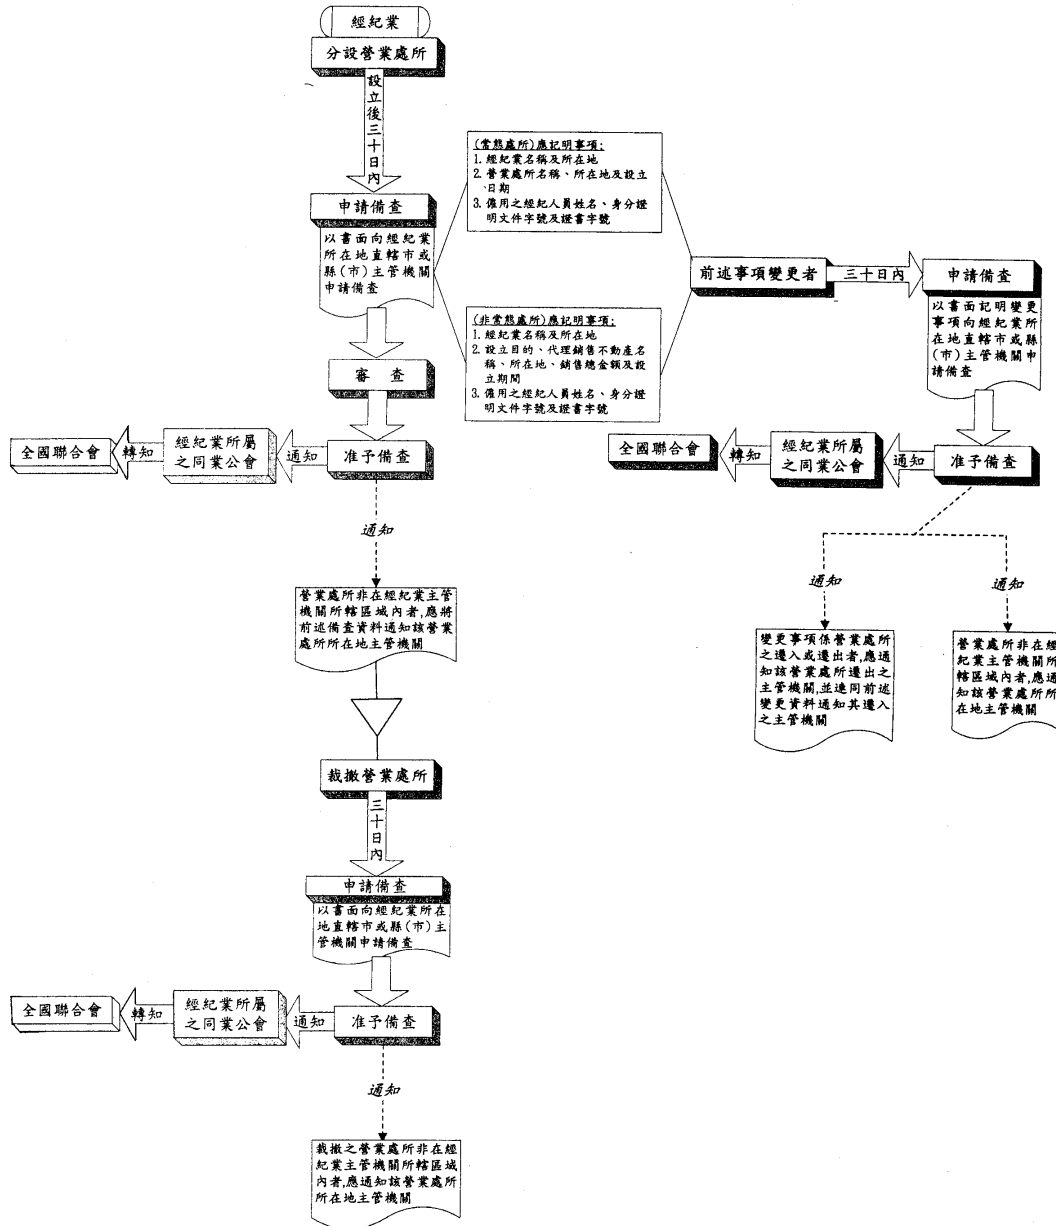 經紀業
分設營業處所
設立後三十日內
申請備查
以書面向經紀業
所在地直轄市或
縣(市)主管機關
申請備查
(常態處所)應記明事項:
1. 經紀業名稱及所在地
2. 營業處所名稱、所在地及設立
日期
3. 僱用之經紀人員姓名、身分證
明文件字號及證書字號
(非常態處所)應記明事項:
1. 經紀業名稱及所在地
2. 設立目的、代理銷售不動產名
稱、所在地、銷售總金額及設
立期間
3. 僱用之經紀人員姓名、身分證
明文件字號及證書字號
前述事項變更者
三十日內
申請備查
以書面記明變更
事項向經紀業所
在地直轄市或縣
(市)主管機關申
請備查
審 查
准予備查
通知
經紀業所屬
之同業公會
轉知
全國聯合會
准予備查
通知
經紀業所屬
之同業公會
轉知
全國聯合會
通知
營業處所非在經紀業主管
機關所轄區域內者,應將
前述備查資料通知該營業
處所所在地主管機關
通知
變更事項係營業處所
之遷入或遷出者,應通
知該營業處所遷出之
主管機關,並連同前述
變更資料通知其遷入
之主管機關
通知
營業處所非在經
紀業主管機關所
轄區域內者,應通
知該營業處所所
在地主管機關
裁撤營業處所
三十日內
申請備查
以書面向經紀業所在
地直轄市或縣(市)主
管機關申請備查
准予備查
通知
經紀業所屬
之同業公會
轉知
全國聯合會
通知
裁撤之營業處所非在經
紀業主管機關所轄區域
內者,應通知該營業處所
所在地主管機關